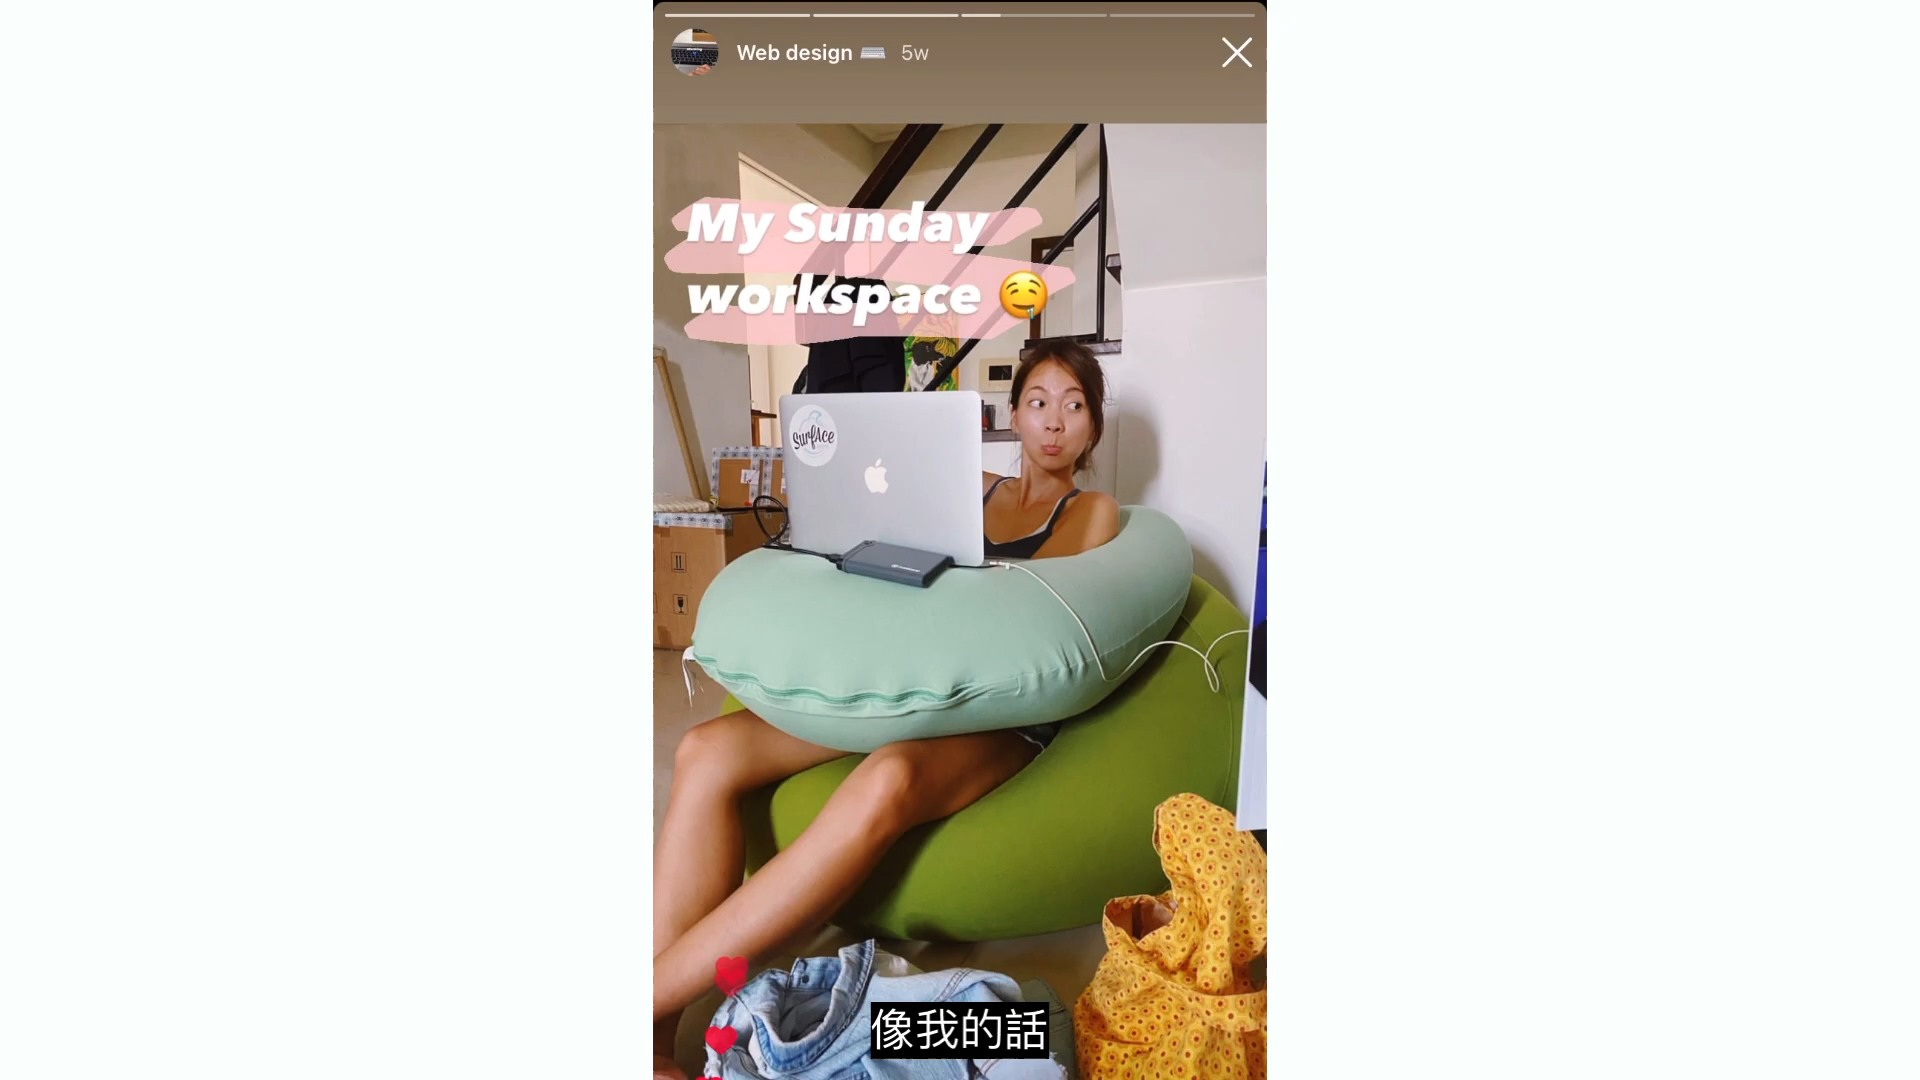 Web design ⌨️ 5w
My Sunday
workspace 🤤
SurfAce
像我的話